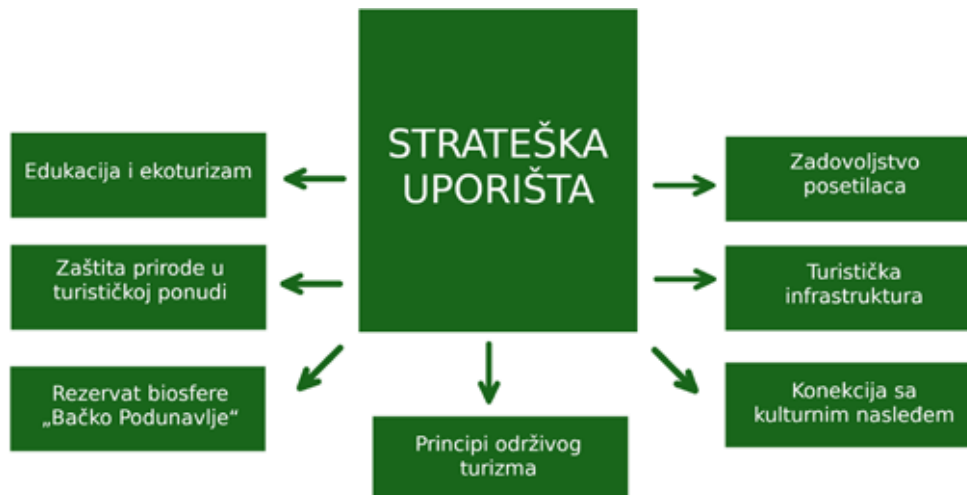 STRATEŠKA
UPORIŠTA
Edukacija i ekoturizam
Zaštita prirode u
turističkoj ponudi
Rezervat biosfere
„Bačko Podunavlje“
Principi održivog
turizma
Zadovoljstvo
posetilaca
Turistička
infrastruktura
Konekcija sa
kulturnim nasleđem